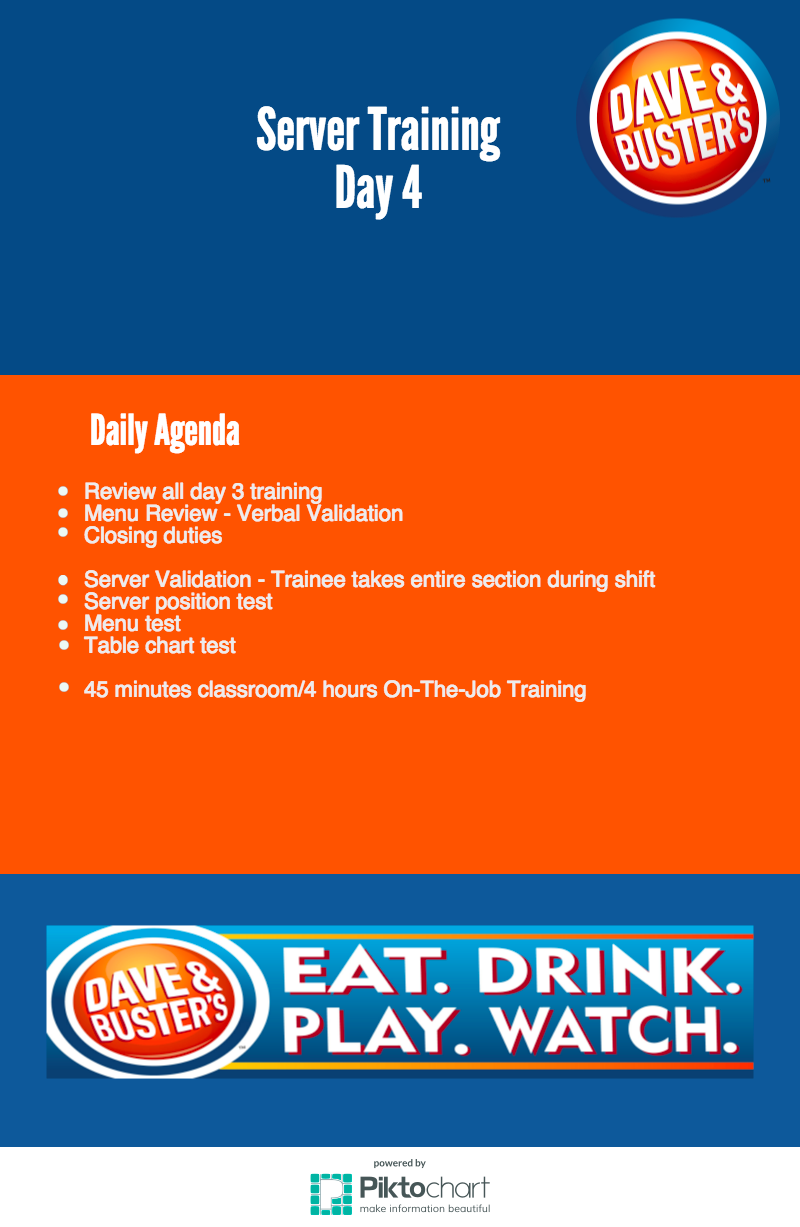 Server Training
Day 4
DAVE &
BUSTER'S
Daily Agenda
Review all day 3 training
Menu Review - Verbal Validation
Closing duties
Server Validation - Trainee takes entire section during shift
Server position test
Menu test
Table chart test
45 minutes classroom/4 hours On-The-Job Training
DAVE &
BUSTER'S
EAT. DRINK.
PLAY. WATCH.
powered by
Piktochart
make information beautiful